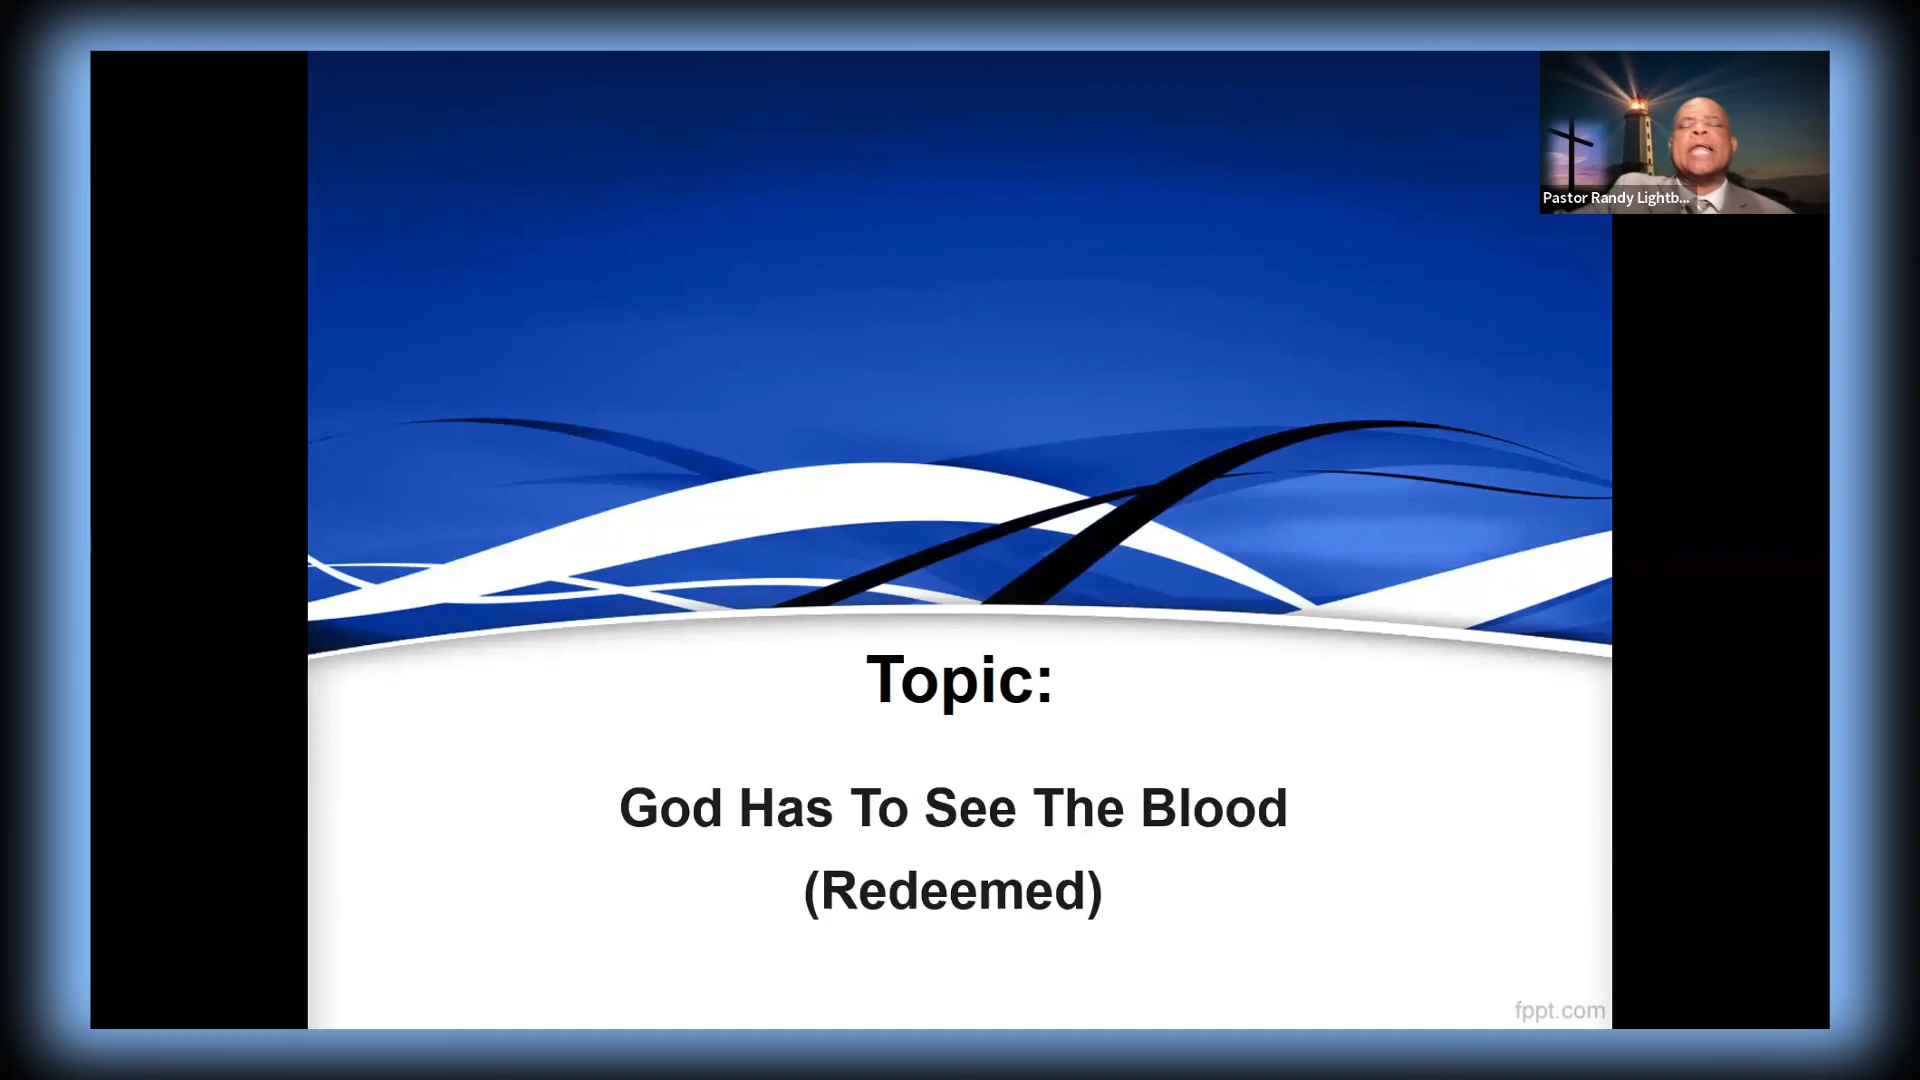 Pastor Randy Lightb...
Topic:
God Has To See The Blood
(Redeemed)
fppt.com